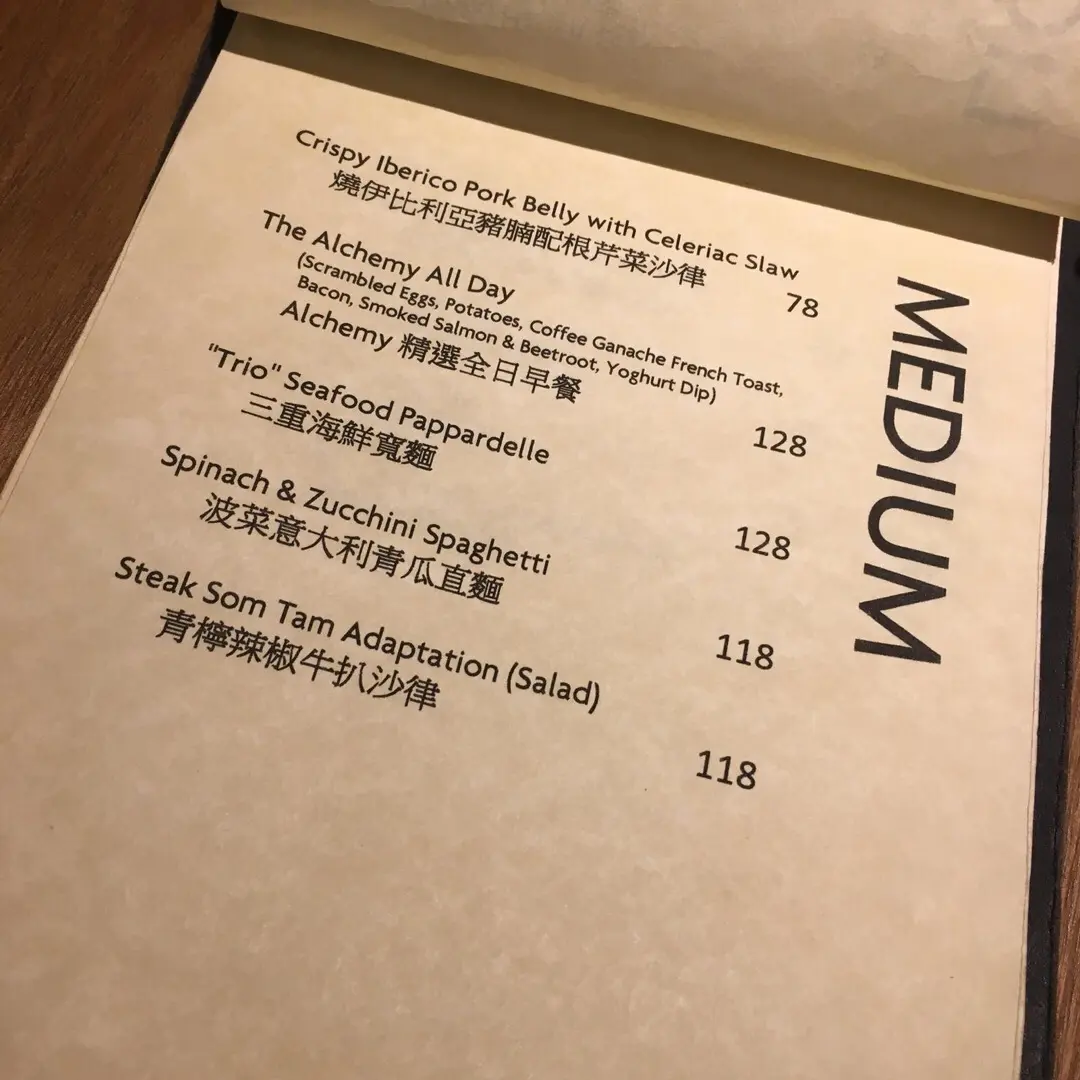 Crispy Iberico Pork Belly with Celeriac Slaw
燒伊比利亞豬腩配根芹菜沙律
78
The Alchemy All Day
(Scrambled Eggs, Potatoes, Coffee Ganache French Toast,
Bacon, Smoked Salmon & Beetroot, Yoghurt Dip)
Alchemy 精選全日早餐
128
"Trio" Seafood Pappardelle
三重海鮮寬麵
128
Spinach & Zucchini Spaghetti
波菜意大利青瓜直麵
118
Steak Som Tam Adaptation (Salad)
青檸辣椒牛扒沙律
118
MEDIUM